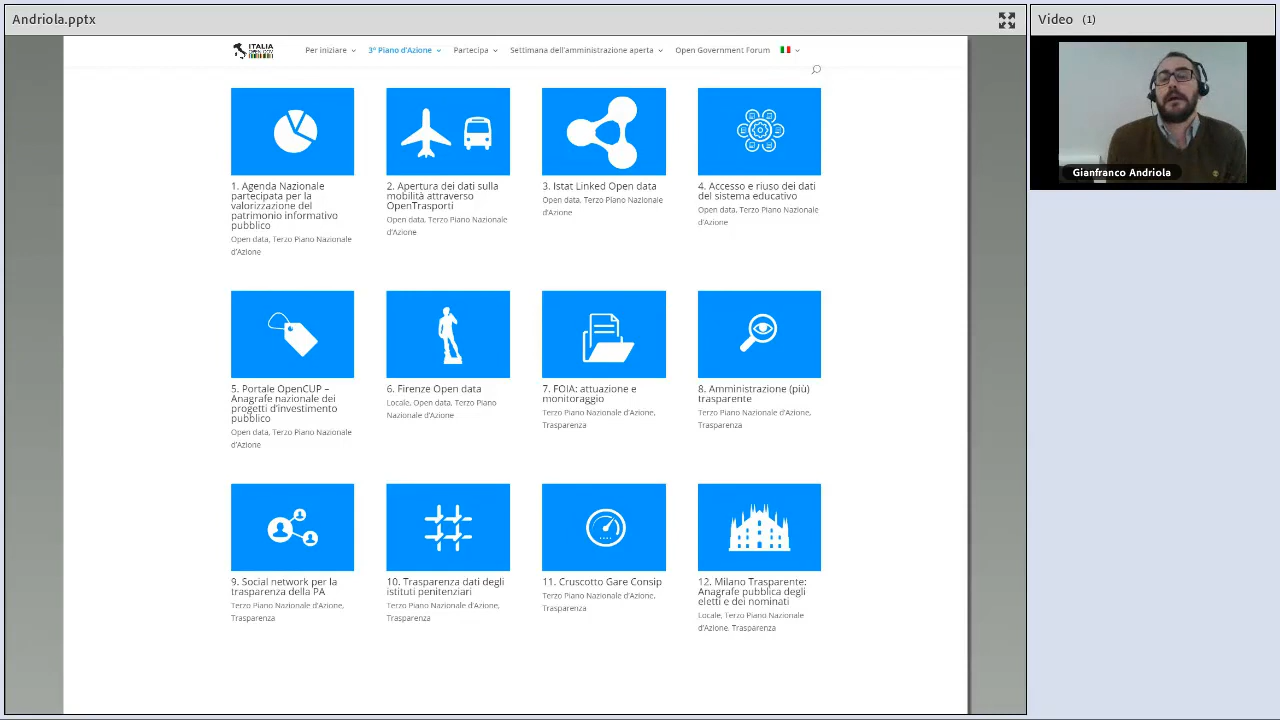 Andriola.pptx
Video (1)
ITALIA
Per iniziare
3° Piano d'Azione
Partecipa
Settimana dell'amministrazione aperta
Open Government Forum
Gianfranco Andriola
1. Agenda Nazionale
partecipata per la
valorizzazione del
patrimonio informativo
pubblico
Open data, Terzo Piano Nazionale
d'Azione
2. Apertura dei dati sulla
mobilità attraverso
OpenTrasporti
Open data, Terzo Piano Nazionale
d'Azione
3. Istat Linked Open data
Open data, Terzo Piano Nazionale
d'Azione
4. Accesso e riuso dei dati
del sistema educativo
Open data, Terzo Piano Nazionale
d'Azione
5. Portale OpenCUP –
Anagrafe nazionale dei
progetti d'investimento
pubblico
Open data, Terzo Piano Nazionale
d'Azione
6. Firenze Open data
Locale, Open data, Terzo Piano
Nazionale d'Azione
7. FOIA: attuazione e
monitoraggio
Terzo Piano Nazionale d'Azione,
Trasparenza
8. Amministrazione (più)
trasparente
Terzo Piano Nazionale d'Azione,
Trasparenza
9. Social network per la
trasparenza della PA
Terzo Piano Nazionale d'Azione,
Trasparenza
10. Trasparenza dati degli
istituti penitenziari
Terzo Piano Nazionale d'Azione,
Trasparenza
11. Cruscotto Gare Consip
Terzo Piano Nazionale d'Azione,
Trasparenza
12. Milano Trasparente:
Anagrafe pubblica degli
eletti e dei nominati
Locale, Terzo Piano Nazionale
d'Azione, Trasparenza